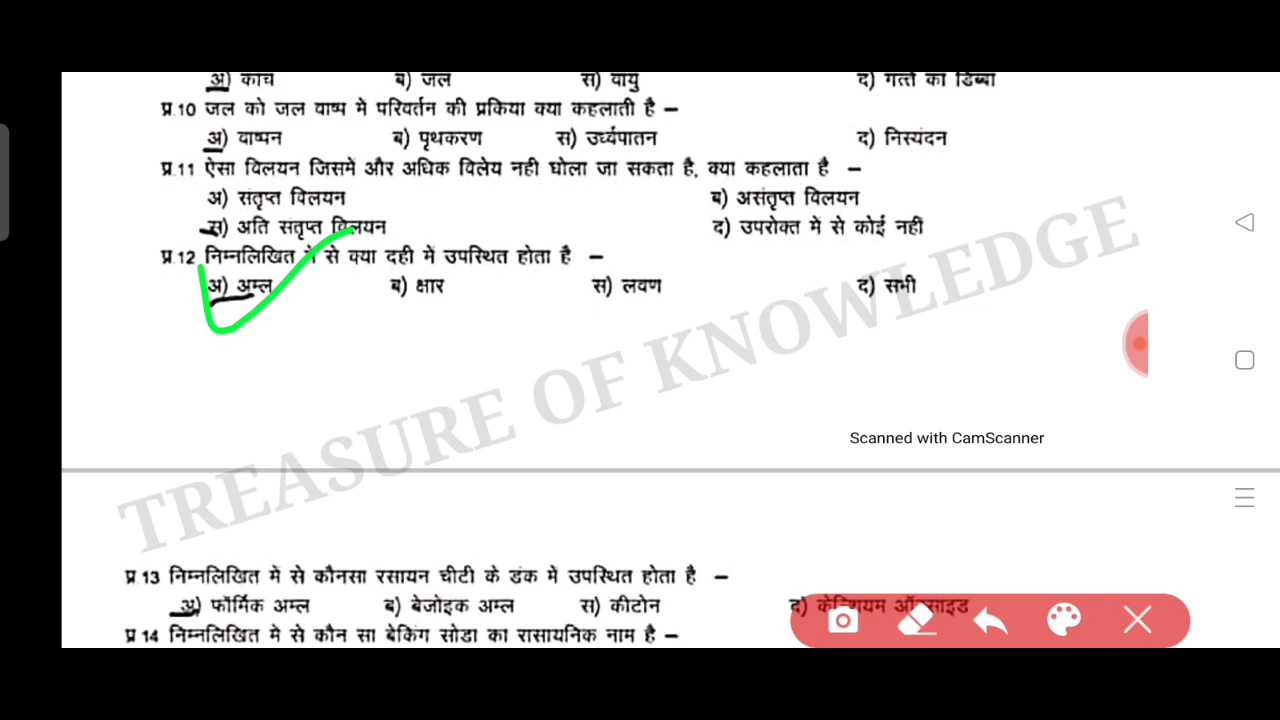 अ) कांच ब) जल स) वायु द) गत्ते का डिब्बा
प्र.10 जल को जल वाष्प मे परिवर्तन की प्रकिया क्या कहलाती है –
अ) वाष्पन ब) पृथकरण स) उर्ध्वपातन द) निस्यंदन
प्र.11 ऐसा विलयन जिसमें और अधिक विलेय नही घोला जा सकता है, क्या कहलाता है –
अ) संतृप्त विलयन ब) असंतृप्त विलयन
स) अति संतृप्त विलयन द) उपरोक्त में से कोई नहीं
प्र.12 निम्नलिखित में से क्या दही में उपस्थित होता है –
अ) अम्ल ब) क्षार स) लवण द) सभी
TREASURE OF KNOWLEDGE
Scanned with CamScanner
प्र 13 निम्नलिखित में से कौनसा रसायन चीटी के डंक में उपस्थित होता है –
अ) फॉर्मिक अम्ल ब) बेजोइक अम्ल स) कीटोन द) केल्शियम ऑक्साइड
प्र 14 निम्नलिखित मे से कौन सा बेकिंग सोडा का रासायनिक नाम है –